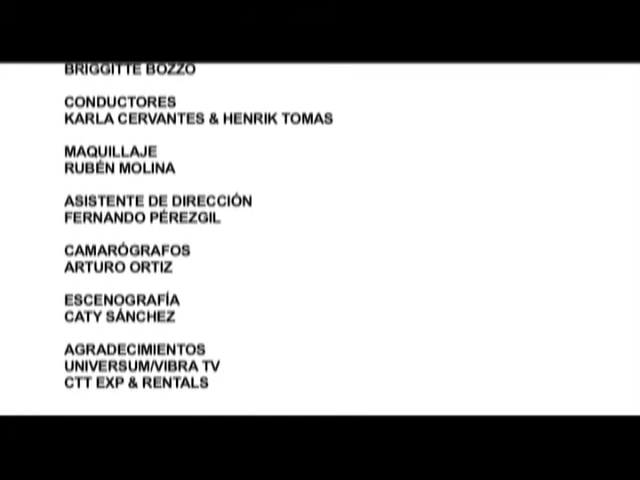 BRIGGITTE BOZZO
CONDUCTORES
KARLA CERVANTES & HENRIK TOMAS
MAQUILLAJE
RUBÉN MOLINA
ASISTENTE DE DIRECCIÓN
FERNANDO PÉREZGIL
CAMARÓGRAFOS
ARTURO ORTIZ
ESCENOGRAFÍA
CATY SÁNCHEZ
AGRADECIMIENTOS
UNIVERSUM/VIBRA TV
CTT EXP & RENTALS